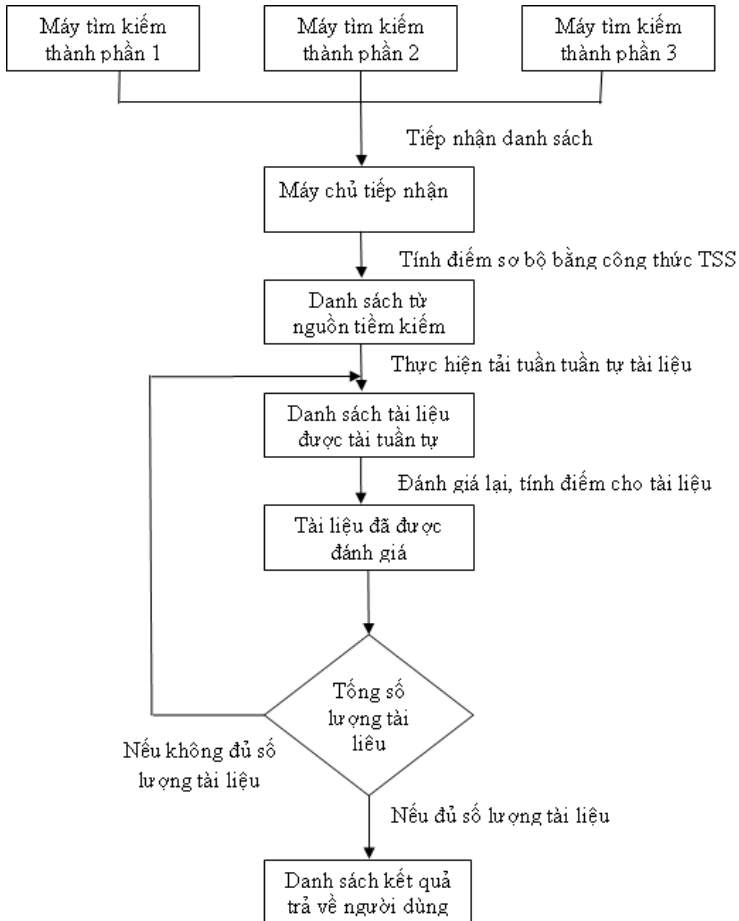 Máy tìm kiếm
thành phần 1
Máy tìm kiếm
thành phần 2
Máy tìm kiếm
thành phần 3
Tiếp nhận danh sách
Máy chủ tiếp nhận
Tính điểm sơ bộ bằng công thức TSS
Danh sách từ
nguồn tiềm kiếm
Thực hiện tải tuần tuần tự tài liệu
Danh sách tài liệu
được tài tuần tự
Đánh giá lại, tính điểm cho tài liệu
Tài liệu đã được
đánh giá
Tổng số
lượng tài
liêu
Nếu không đủ số
lượng tài liệu
Nếu đủ số lượng tài liệu
Danh sách kết quả
trả về người dùng